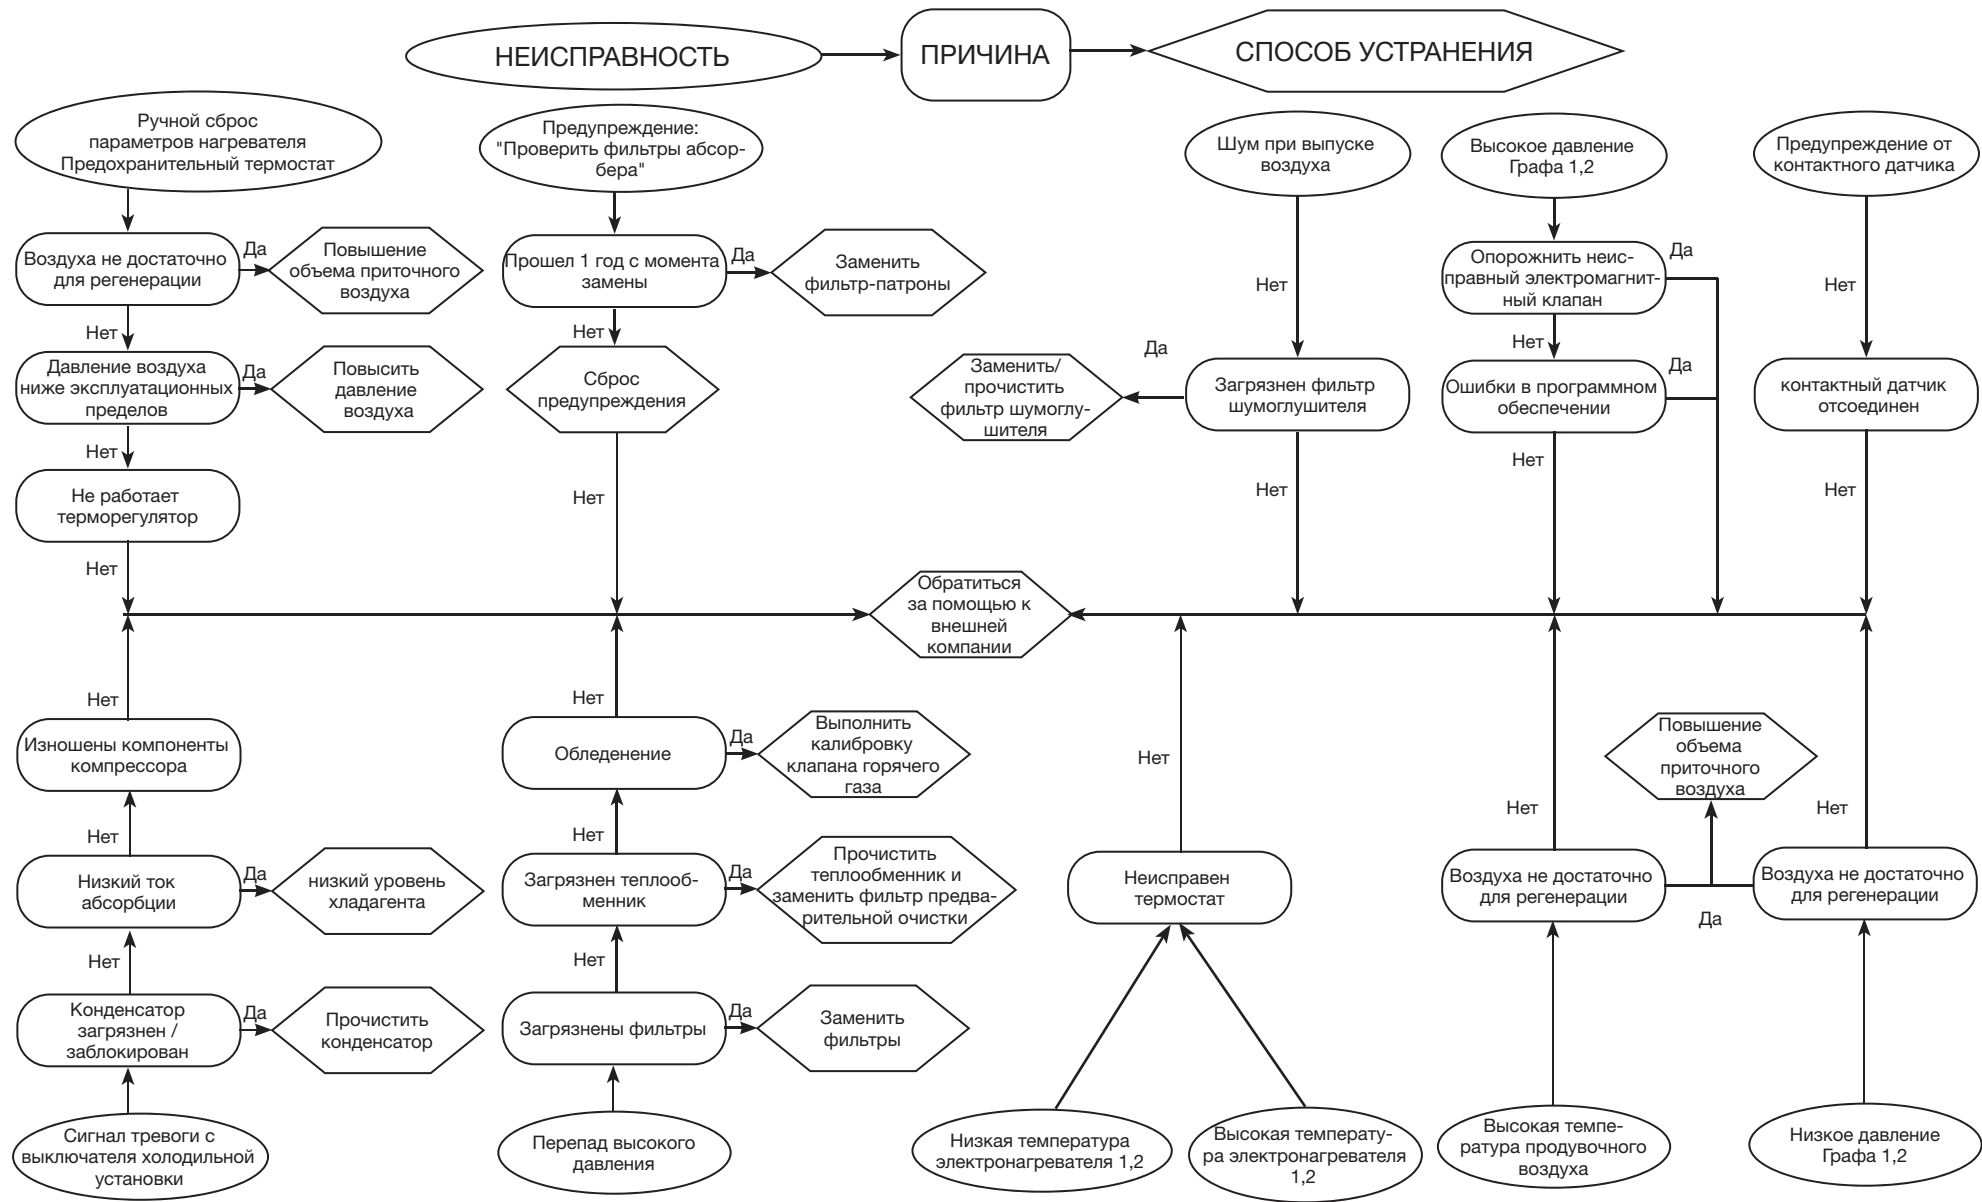 НЕИСПРАВНОСТЬ
ПРИЧИНА
СПОСОБ УСТРАНЕНИЯ
Ручной сброс
параметров нагревателя
Предохранительный термостат
Воздуха не достаточно
для регенерации
Да
Повышение
объема приточного
воздуха
Нет
Давление воздуха
ниже эксплуатационных
пределов
Да
Повысить
давление
воздуха
Нет
Не работает
терморегулятор
Нет
Предупреждение:
"Проверить фильтры абсор-
бера"
Прошел 1 год с момента
замены
Да
Заменить
фильтр-патроны
Нет
Сброс
предупреждения
Нет
Шум при выпуске
воздуха
Нет
Загрязнен фильтр
шумоглушителя
Да
Заменить/
прочистить
фильтр шумоглу-
шителя
Нет
Высокое давление
Графа 1,2
Опорожнить неис-
правный электромагнит-
ный клапан
Да
Нет
Ошибки в программном
обеспечении
Да
Нет
Предупреждение от
контактного датчика
Нет
контактный датчик
отсоединен
Нет
Обратиться
за помощью к
внешней
компании
Нет
Изношены компоненты
компрессора
Нет
Низкий ток
абсорбции
Да
низкий уровень
хладагента
Нет
Конденсатор
загрязнен /
заблокирован
Да
Прочистить
конденсатор
Сигнал тревоги с
выключателя холодильной
установки
Нет
Обледенение
Да
Выполнить
калибровку
клапана горячего
газа
Нет
Загрязнен теплооб-
менник
Да
Прочистить
теплообменник и
заменить фильтр предва-
рительной очистки
Нет
Загрязнены фильтры
Да
Заменить
фильтры
Перепад высокого
давления
Нет
Неисправен
термостат
Низкая температура
электронагревателя 1,2
Высокая температу-
ра электронагревателя
1,2
Повышение
объема
приточного
воздуха
Нет
Воздуха не достаточно
для регенерации
Да
Нет
Воздуха не достаточно
для регенерации
Высокая темпе-
ратура продувочного
воздуха
Низкое давление
Графа 1,2